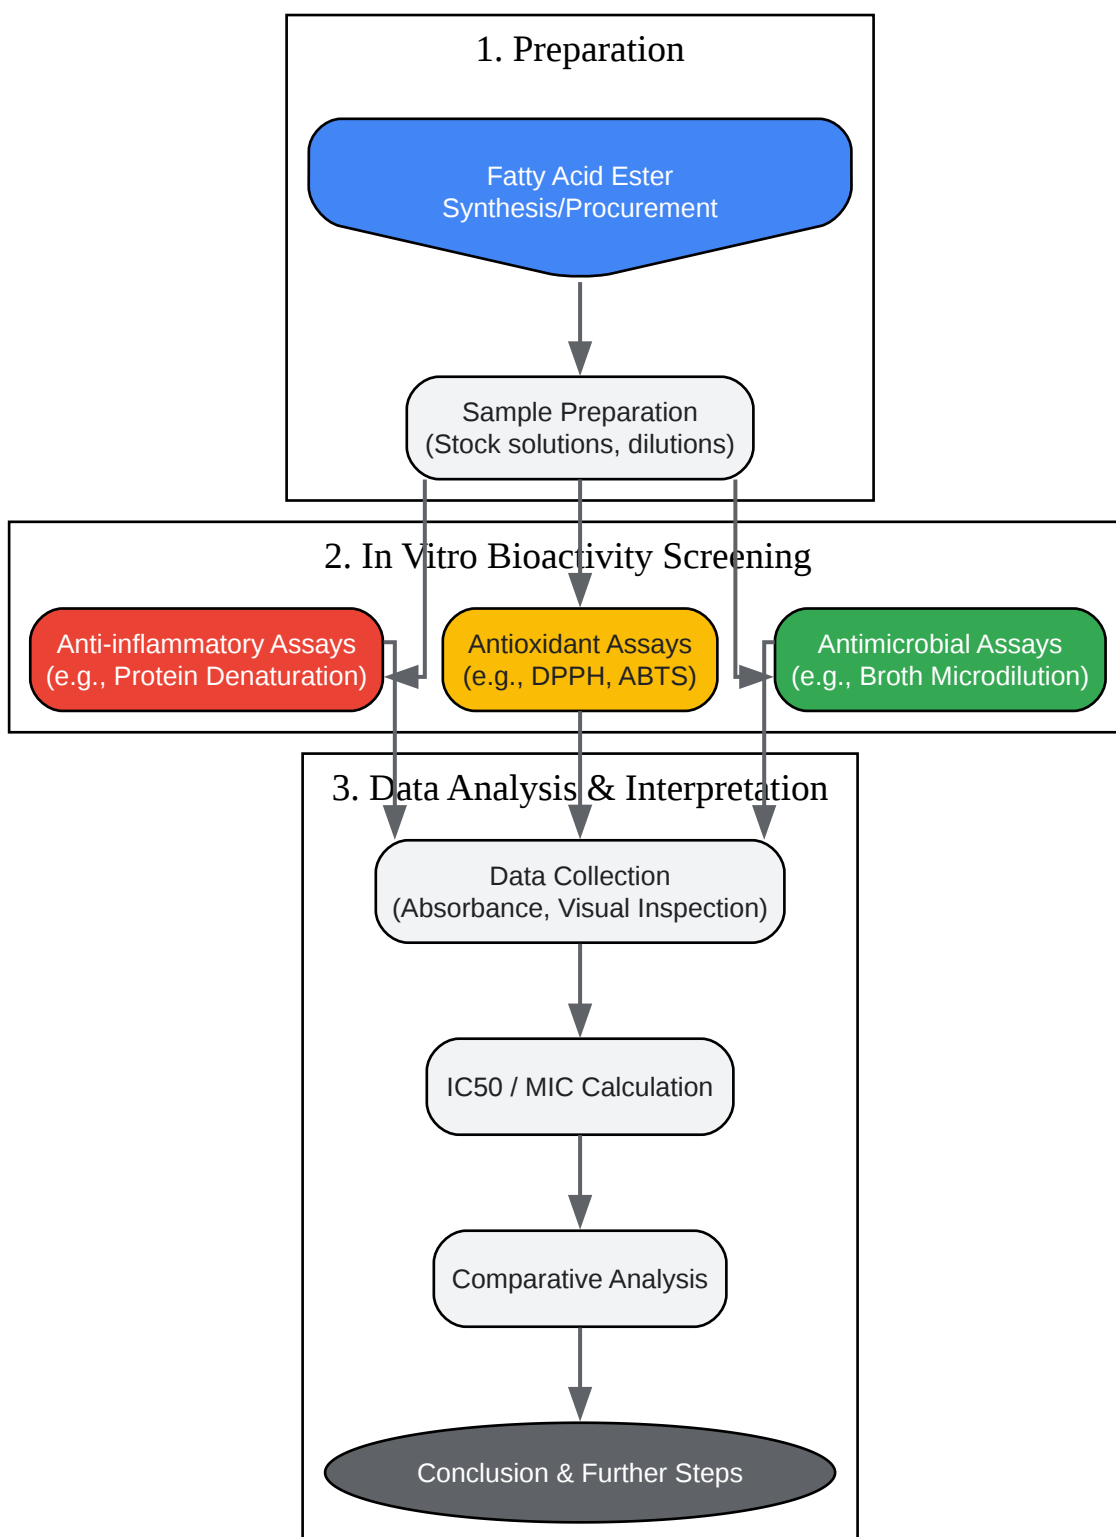 1. Preparation
Fatty Acid Ester
Synthesis/Procurement
Sample Preparation
(Stock solutions, dilutions)
2. In Vitro Bioactivity Screening
Anti-inflammatory Assays
(e.g., Protein Denaturation)
Antioxidant Assays
(e.g., DPPH, ABTS)
Antimicrobial Assays
(e.g., Broth Microdilution)
3. Data Analysis & Interpretation
Data Collection
(Absorbance, Visual Inspection)
IC50 / MIC Calculation
Comparative Analysis
Conclusion & Further Steps